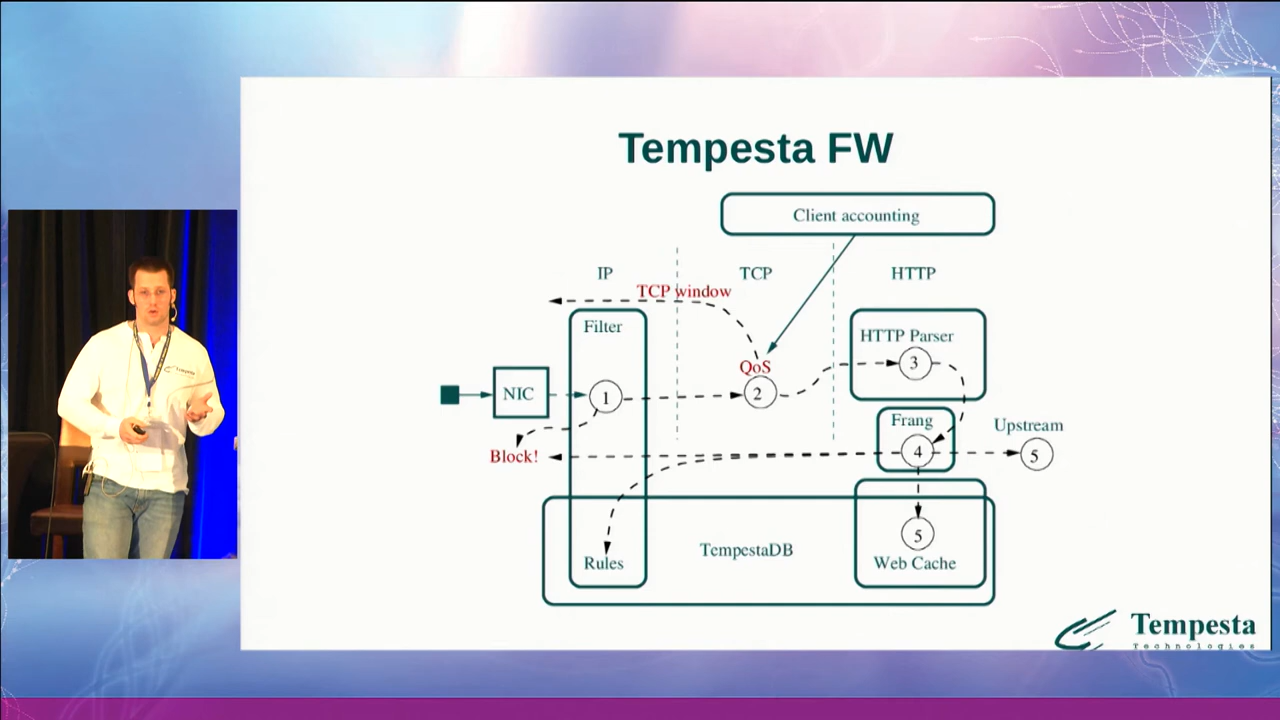 Tempesta FW
Client accounting
IP
TCP
HTTP
TCP window
Filter
HTTP Parser
3
QoS
NIC
1
2
Frang
4
Upstream
5
Block!
5
Rules
TempestaDB
Web Cache
Tempesta
Technologies
Tempesta